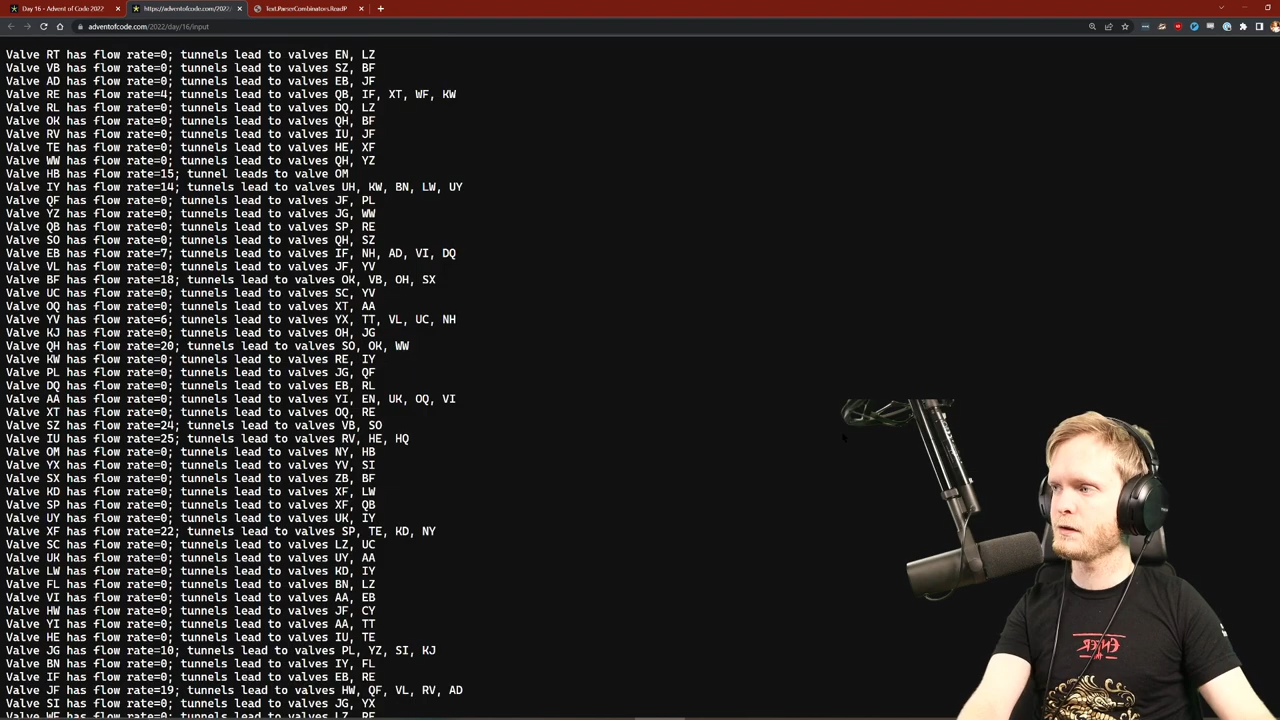 Day 16 - Advent of Code 2022
https://adventofcode.com/2022/
Text.ParserCombinators.ReadP
adventofcode.com/2022/day/16/input
Valve RT has flow rate=0; tunnels lead to valves EN, LZ
Valve VB has flow rate=0; tunnels lead to valves SZ, BF
Valve AD has flow rate=0; tunnels lead to valves EB, JF
Valve RE has flow rate=4; tunnels lead to valves QB, IF, XT, WF, KW
Valve RL has flow rate=0; tunnels lead to valves DQ, LZ
Valve OK has flow rate=0; tunnels lead to valves QH, BF
Valve RV has flow rate=0; tunnels lead to valves IU, JF
Valve TE has flow rate=0; tunnels lead to valves HE, XF
Valve WW has flow rate=0; tunnels lead to valves QH, YZ
Valve HB has flow rate=15; tunnel leads to valve OM
Valve IY has flow rate=14; tunnels lead to valves UH, KW, BN, LW, UY
Valve QF has flow rate=0; tunnels lead to valves JF, PL
Valve YZ has flow rate=0; tunnels lead to valves JG, WW
Valve QB has flow rate=0; tunnels lead to valves SP, RE
Valve SO has flow rate=0; tunnels lead to valves QH, SZ
Valve EB has flow rate=7; tunnels lead to valves IF, NH, AD, VI, DQ
Valve VL has flow rate=0; tunnels lead to valves JF, YV
Valve BF has flow rate=18; tunnels lead to valves OK, VB, OH, SX
Valve UC has flow rate=0; tunnels lead to valves SC, YV
Valve OQ has flow rate=0; tunnels lead to valves XT, AA
Valve YV has flow rate=6; tunnels lead to valves YX, TT, VL, UC, NH
Valve KJ has flow rate=0; tunnels lead to valves OH, JG
Valve QH has flow rate=20; tunnels lead to valves SO, OK, WW
Valve KW has flow rate=0; tunnels lead to valves RE, IY
Valve PL has flow rate=0; tunnels lead to valves JG, QF
Valve DQ has flow rate=0; tunnels lead to valves EB, RL
Valve AA has flow rate=0; tunnels lead to valves YI, EN, UK, OQ, VI
Valve XT has flow rate=0; tunnels lead to valves OQ, RE
Valve SZ has flow rate=24; tunnels lead to valves VB, SO
Valve IU has flow rate=25; tunnels lead to valves RV, HE, HQ
Valve OM has flow rate=0; tunnels lead to valves NY, HB
Valve YX has flow rate=0; tunnels lead to valves YV, SI
Valve SX has flow rate=0; tunnels lead to valves ZB, BF
Valve KD has flow rate=0; tunnels lead to valves XF, LW
Valve SP has flow rate=0; tunnels lead to valves XF, QB
Valve UY has flow rate=0; tunnels lead to valves UK, IY
Valve XF has flow rate=22; tunnels lead to valves SP, TE, KD, NY
Valve SC has flow rate=0; tunnels lead to valves LZ, UC
Valve UK has flow rate=0; tunnels lead to valves UY, AA
Valve LW has flow rate=0; tunnels lead to valves KD, IY
Valve FL has flow rate=0; tunnels lead to valves BN, LZ
Valve VI has flow rate=0; tunnels lead to valves AA, EB
Valve HW has flow rate=0; tunnels lead to valves JF, CY
Valve YI has flow rate=0; tunnels lead to valves AA, TT
Valve HE has flow rate=0; tunnels lead to valves IU, TE
Valve JG has flow rate=10; tunnels lead to valves PL, YZ, SI, KJ
Valve BN has flow rate=0; tunnels lead to valves IY, FL
Valve IF has flow rate=0; tunnels lead to valves EB, RE
Valve JF has flow rate=19; tunnels lead to valves HW, QF, VL, RV, AD
Valve SI has flow rate=0; tunnels lead to valves JG, YX
Valve WF has flow rate=0; tunnels lead to valves LZ, RE